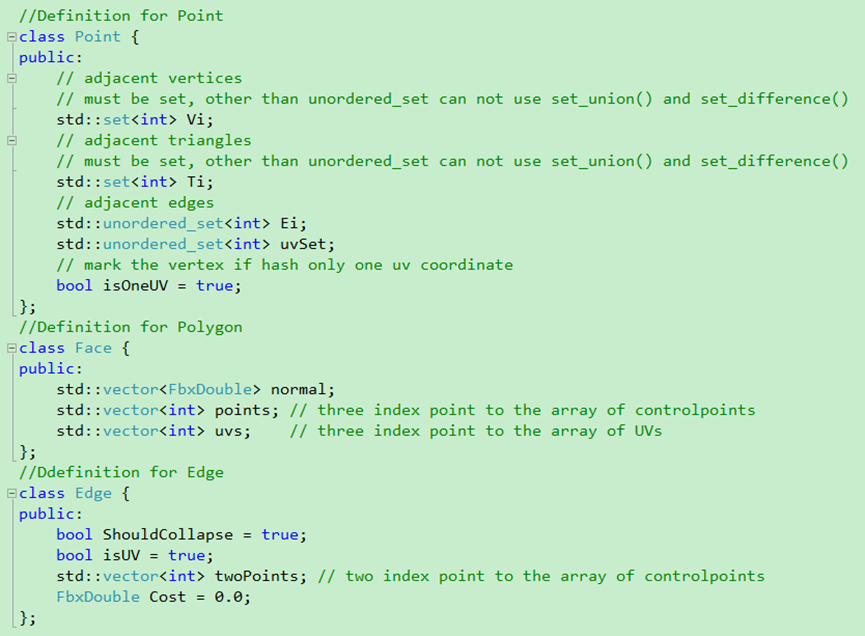 //Definition for Point
class Point {
public:
    // adjacent vertices
    // must be set, other than unordered_set can not use set_union() and set_difference()
    std::set<int> Vi;
    // adjacent triangles
    // must be set, other than unordered_set can not use set_union() and set_difference()
    std::set<int> Ti;
    // adjacent edges
    std::unordered_set<int> Ei;
    std::unordered_set<int> uvSet;
    // mark the vertex if hash only one uv coordinate
    bool isOneUV = true;
};
//Definition for Polygon
class Face {
public:
    std::vector<FbxDouble> normal;
    std::vector<int> points; // three index point to the array of controlpoints
    std::vector<int> uvs;    // three index point to the array of UVs
};
//Ddefinition for Edge
class Edge {
public:
    bool ShouldCollapse = true;
    bool isUV = true;
    std::vector<int> twoPoints; // two index point to the array of controlpoints
    FbxDouble Cost = 0.0;
};